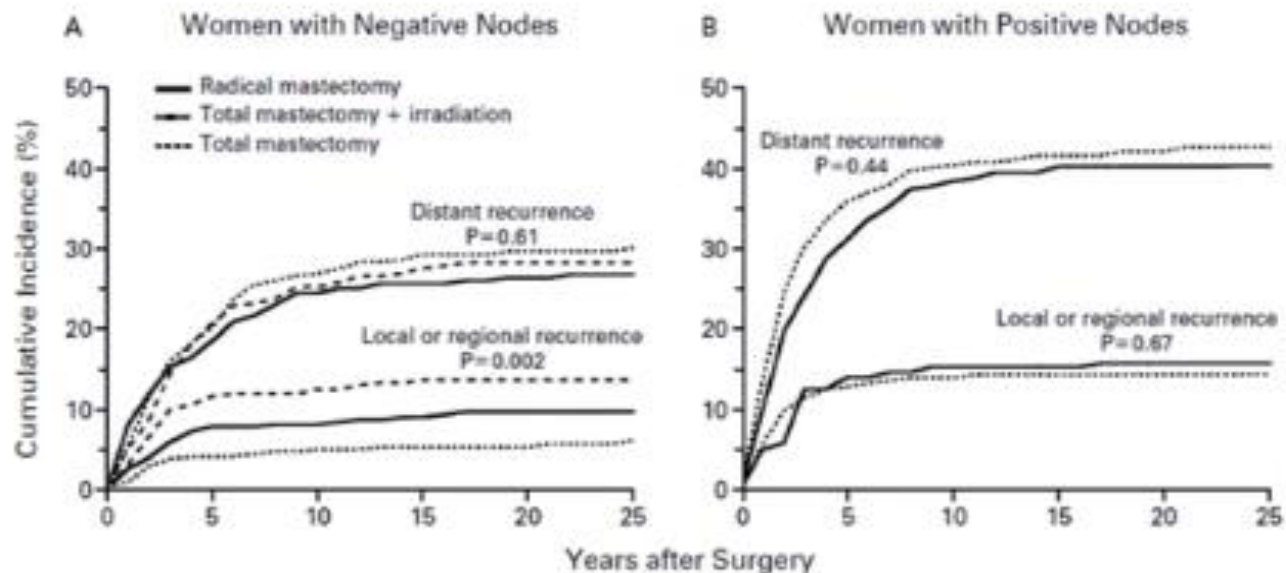 A Women with Negative Nodes
B Women with Positive Nodes
Radical mastectomy
Total mastectomy + irradiation
Total mastectomy
Cumulative Incidence (%)
50
40
30
20
10
0
Distant recurrence
P=0.61
Local or regional recurrence
P=0.002
0 5 10 15 20 25
50
40
30
20
10
0
Distant recurrence
P=0.44
Local or regional recurrence
P=0.67
0 5 10 15 20 25
Years after Surgery